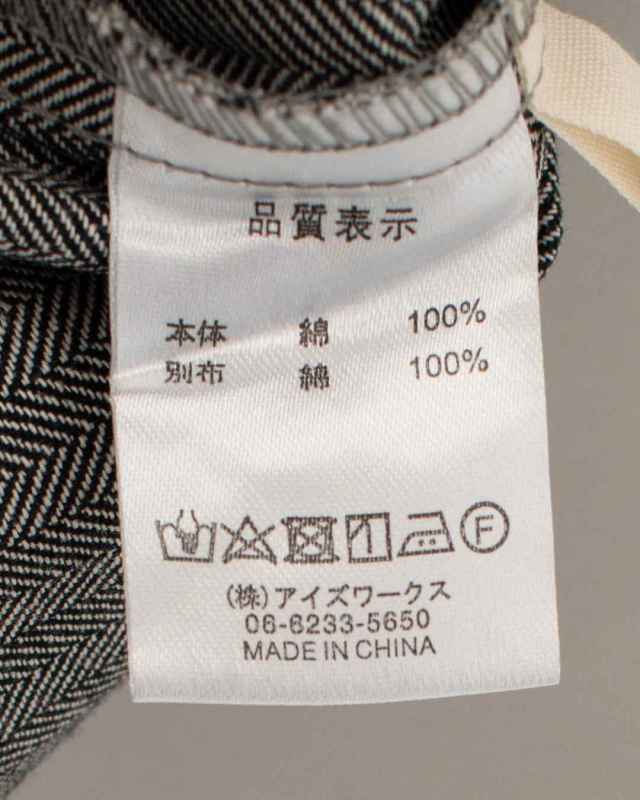 品質表示
本体 綿 100%
別布 綿 100%
F
(株)アイズワークス
06-6233-5650
MADE IN CHINA